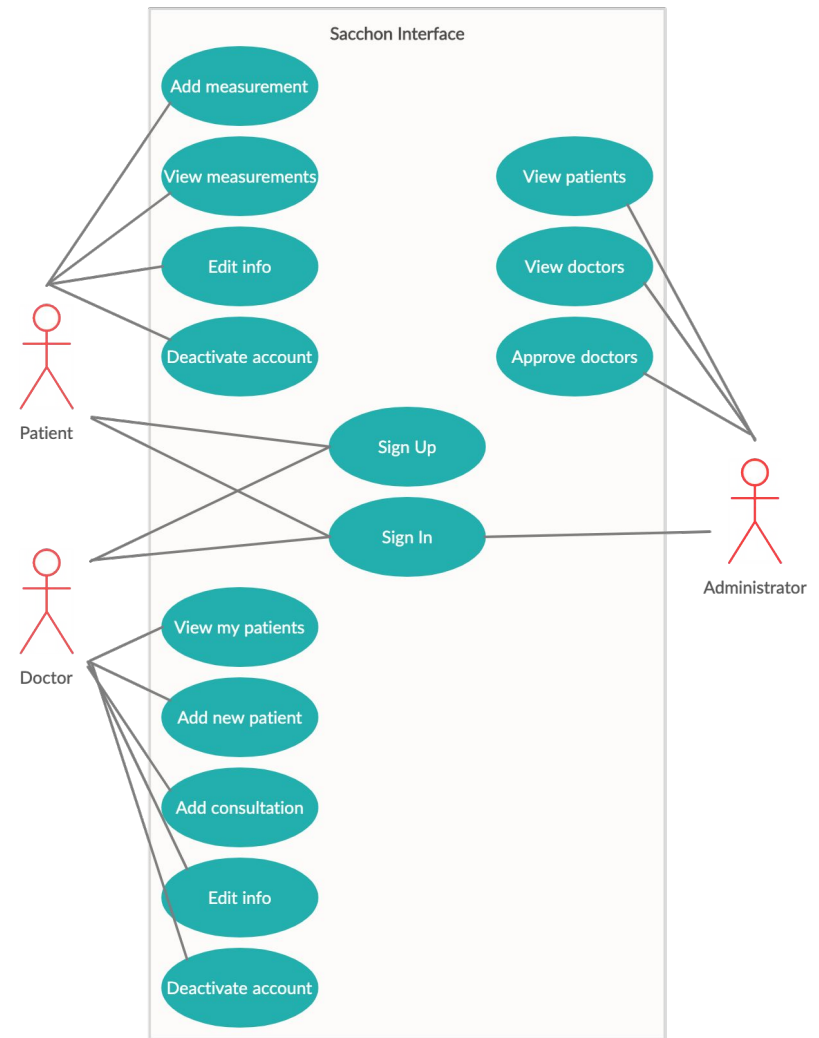 Sacchon Interface
Add measurement
View measurements
View patients
Edit info
View doctors
Deactivate account
Approve doctors
Patient
Sign Up
Sign In
Administrator
View my patients
Doctor
Add new patient
Add consultation
Edit info
Deactivate account